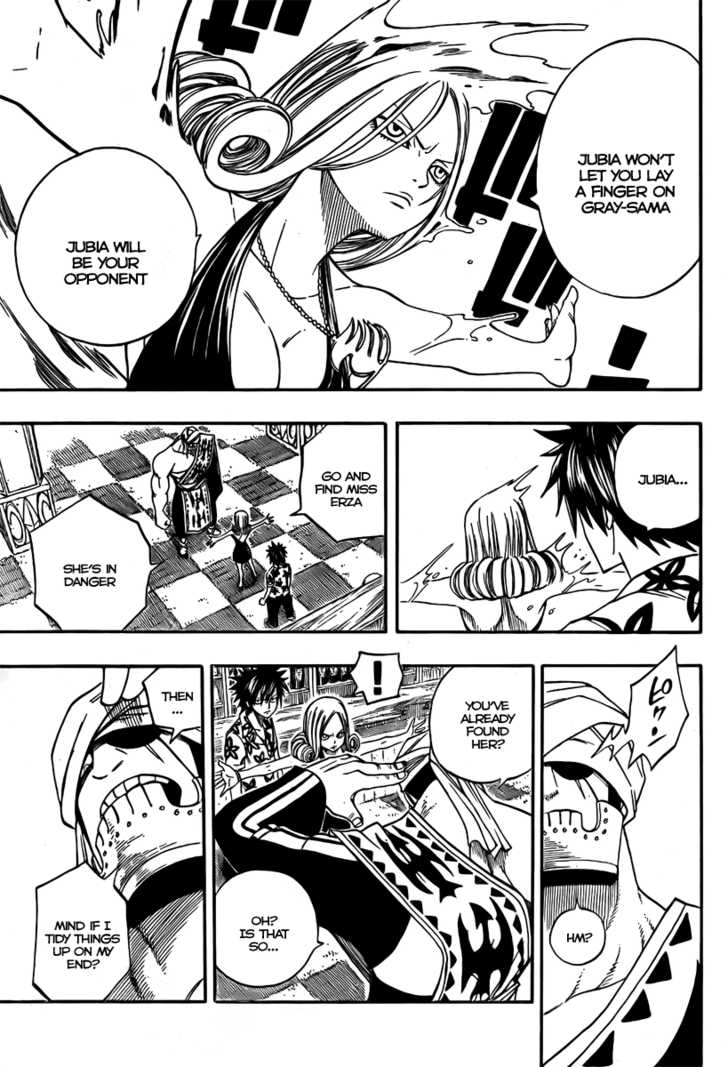 JUBIA WON'T
LET YOU LAY
A FINGER ON
GRAY-SAMA
JUBIA WILL
BE YOUR
OPPONENT
JUBIA...
GO AND
FIND MISS
ERZA
SHE'S IN
DANGER
ピク!
HM?
!
YOU'VE
ALREADY
FOUND
HER?
OH?
IS THAT
SO...
THEN
...
MIND IF I
TIDY THINGS
UP ON MY
END?